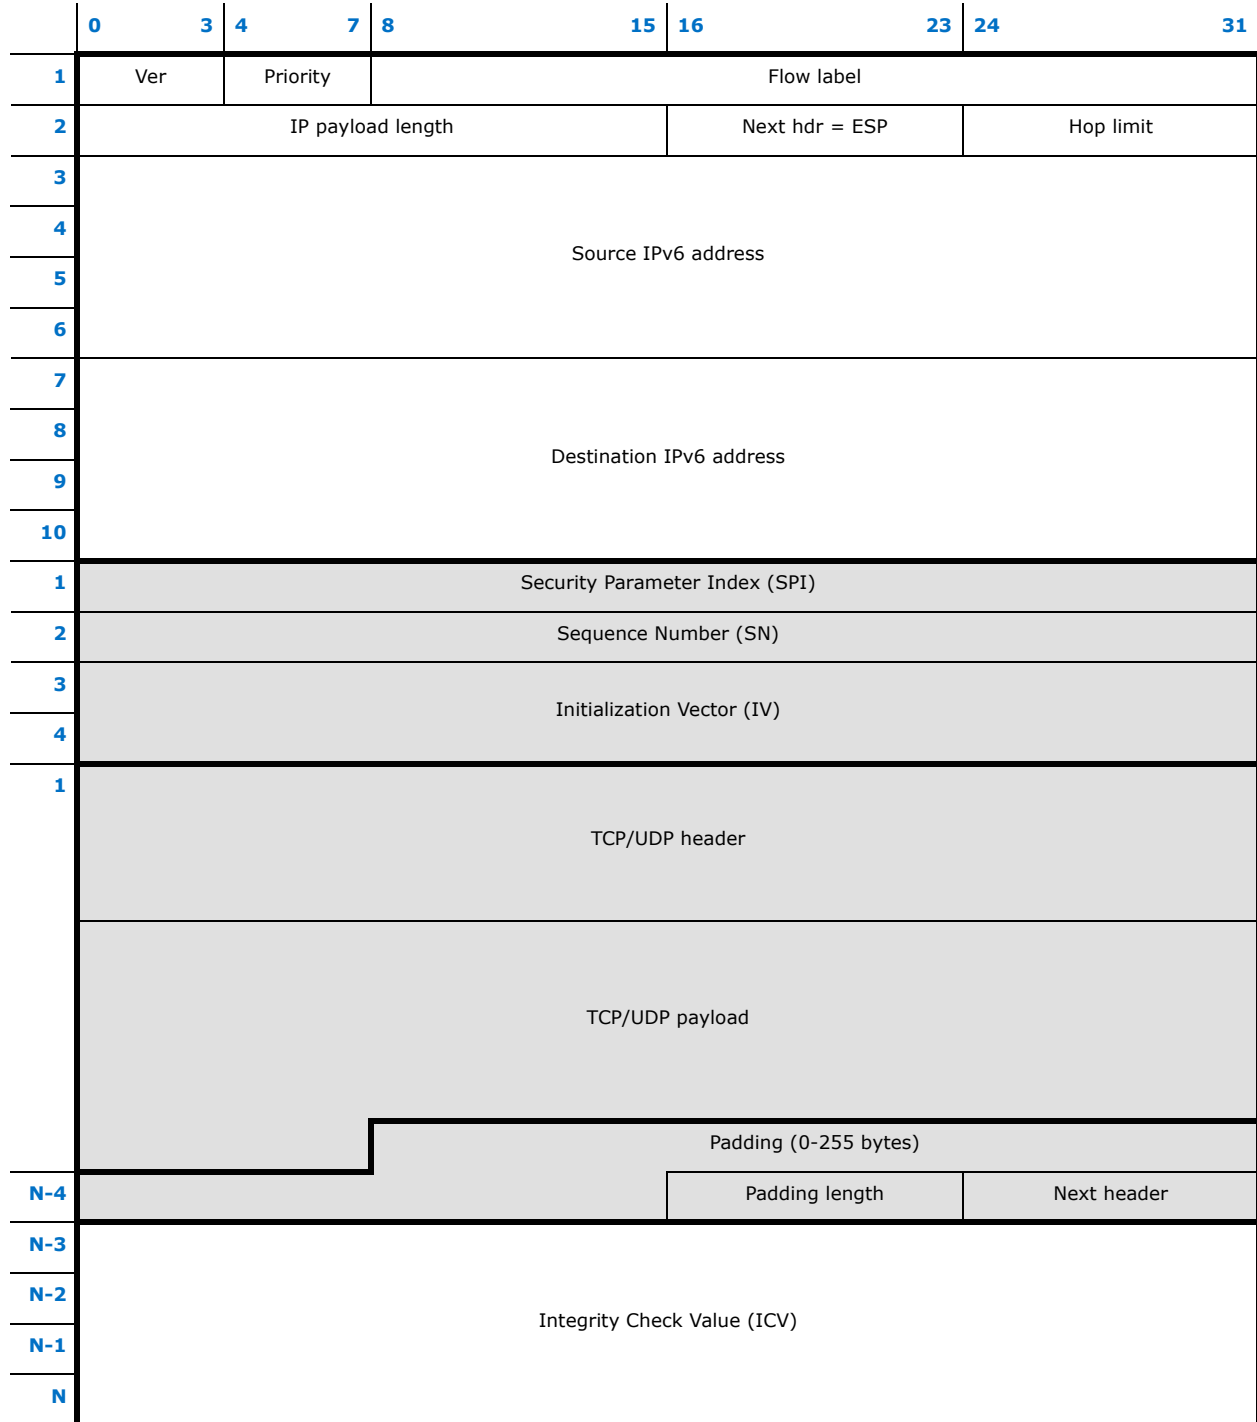 0 3 4 7 8 15 16 23 24 31
1 Ver Priority Flow label
2 IP payload length Next hdr = ESP Hop limit
3
4
Source IPv6 address
5
6
7
8
Destination IPv6 address
9
10
1 Security Parameter Index (SPI)
2 Sequence Number (SN)
3
Initialization Vector (IV)
4
1
TCP/UDP header
TCP/UDP payload
Padding (0-255 bytes)
N-4 Padding length Next header
N-3
N-2
Integrity Check Value (ICV)
N-1
N